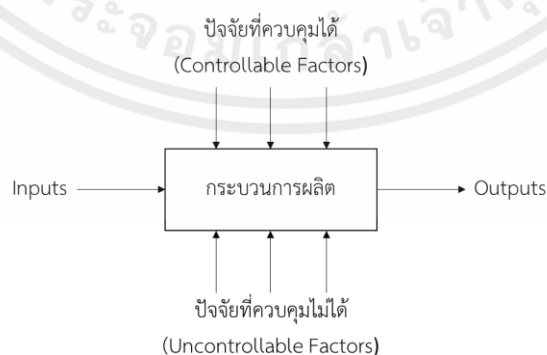 ปัจจัยที่ควบคุมได้
(Controllable Factors)
Inputs
กระบวนการผลิต
Outputs
ปัจจัยที่ควบคุมไม่ได้
(Uncontrollable Factors)